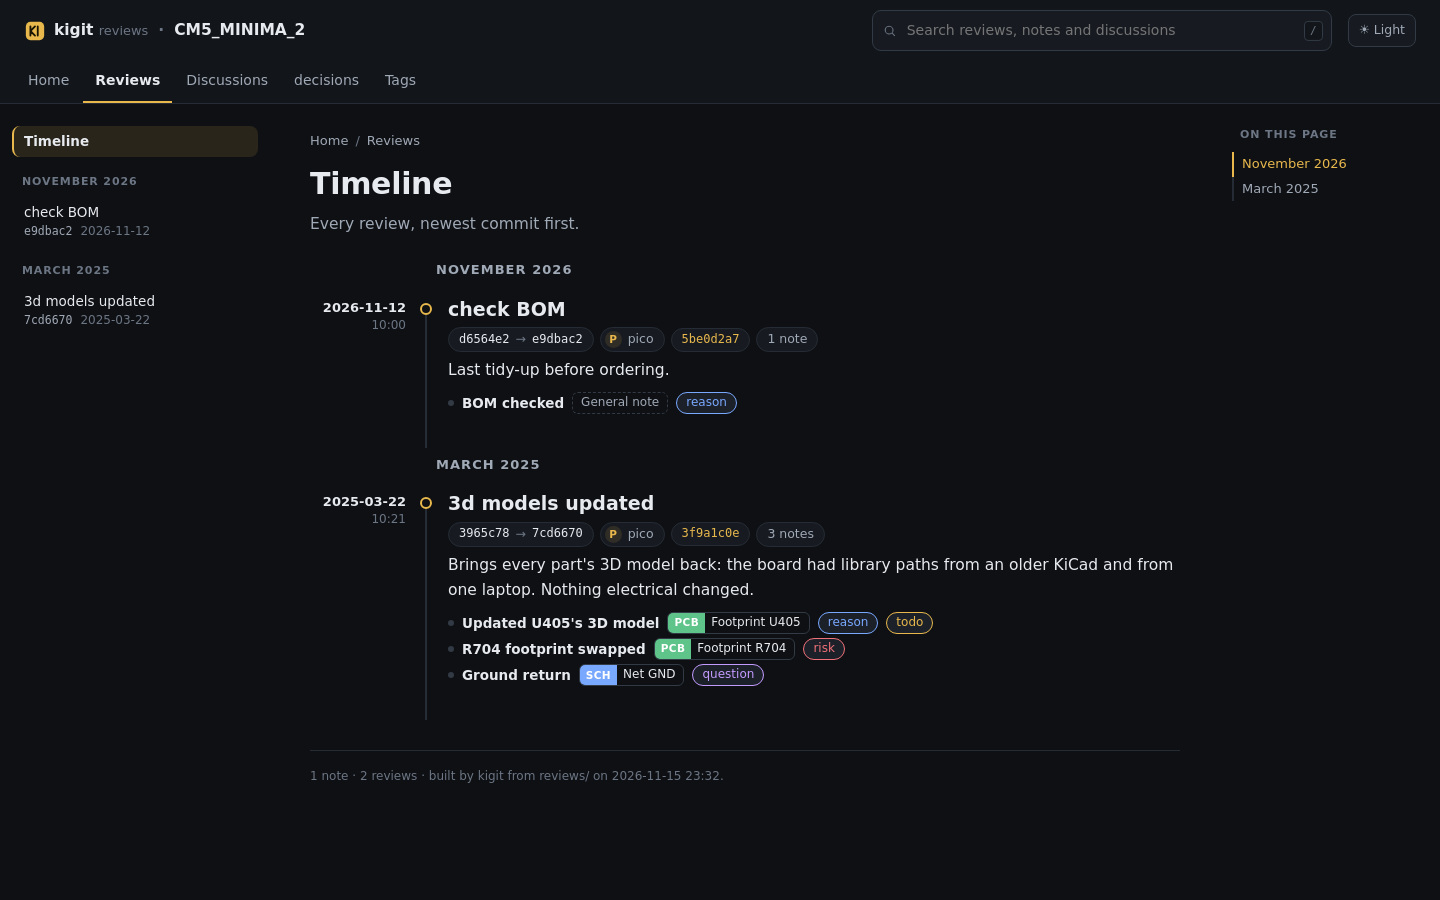 kigit reviews · CM5_MINIMA_2
Search reviews, notes and discussions /
☀ Light
Home Reviews Discussions decisions Tags
Timeline
NOVEMBER 2026
check BOM
e9dbac2 2026-11-12
MARCH 2025
3d models updated
7cd6670 2025-03-22
Home / Reviews
Timeline
Every review, newest commit first.
NOVEMBER 2026
2026-11-12
10:00
check BOM
d6564e2 → e9dbac2 P pico 5be0d2a7 1 note
Last tidy-up before ordering.
BOM checked General note reason
MARCH 2025
2025-03-22
10:21
3d models updated
3965c78 → 7cd6670 P pico 3f9a1c0e 3 notes
Brings every part's 3D model back: the board had library paths from an older KiCad and from
one laptop. Nothing electrical changed.
Updated U405's 3D model PCB Footprint U405 reason todo
R704 footprint swapped PCB Footprint R704 risk
Ground return SCH Net GND question
1 note · 2 reviews · built by kigit from reviews/ on 2026-11-15 23:32.
ON THIS PAGE
November 2026
March 2025